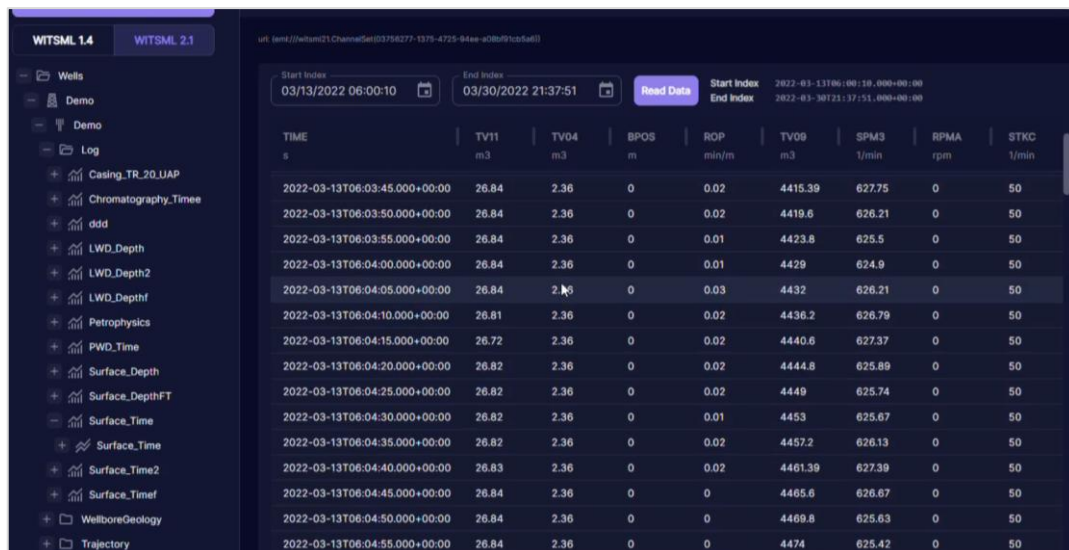 WITSML 1.4 WITSML 2.1
url: (eml:///witsml21.ChannelSet(03758277-1375-4725-94ee-a08bf91cb5a6))
Wells
Demo
Demo
Log
Casing_TR_20_UAP
Chromatography_Timee
ddd
LWD_Depth
LWD_Depth2
LWD_Depthf
Petrophysics
PWD_Time
Surface_Depth
Surface_DepthFT
Surface_Time
Surface_Time
Surface_Time2
Surface_Timef
WellboreGeology
Trajectory
Start Index End Index
03/13/2022 06:00:10 03/30/2022 21:37:51 Read Data
Start Index 2022-03-13T06:00:10.000+00:00
End Index 2022-03-30T21:37:51.000+00:00
TIME TV11 TV04 BPOS ROP TV09 SPM3 RPMA STKC
s m3 m3 m min/m m3 1/min rpm 1/min
2022-03-13T06:03:45.000+00:00 26.84 2.36 0 0.02 4415.39 627.75 0 50
2022-03-13T06:03:50.000+00:00 26.84 2.36 0 0.02 4419.6 626.21 0 50
2022-03-13T06:03:55.000+00:00 26.84 2.36 0 0.01 4423.8 625.5 0 50
2022-03-13T06:04:00.000+00:00 26.84 2.36 0 0.01 4429 624.9 0 50
2022-03-13T06:04:05.000+00:00 26.84 2.36 0 0.03 4432 626.21 0 50
2022-03-13T06:04:10.000+00:00 26.81 2.36 0 0.02 4436.2 626.79 0 50
2022-03-13T06:04:15.000+00:00 26.72 2.36 0 0.02 4440.6 627.37 0 50
2022-03-13T06:04:20.000+00:00 26.82 2.36 0 0.02 4444.8 625.89 0 50
2022-03-13T06:04:25.000+00:00 26.82 2.36 0 0.02 4449 625.74 0 50
2022-03-13T06:04:30.000+00:00 26.82 2.36 0 0.01 4453 625.67 0 50
2022-03-13T06:04:35.000+00:00 26.82 2.36 0 0.02 4457.2 626.13 0 50
2022-03-13T06:04:40.000+00:00 26.83 2.36 0 0.02 4461.39 627.39 0 50
2022-03-13T06:04:45.000+00:00 26.84 2.36 0 0 4465.6 626.67 0 50
2022-03-13T06:04:50.000+00:00 26.84 2.36 0 0 4469.8 625.63 0 50
2022-03-13T06:04:55.000+00:00 26.84 2.36 0 0 4474 625.42 0 50